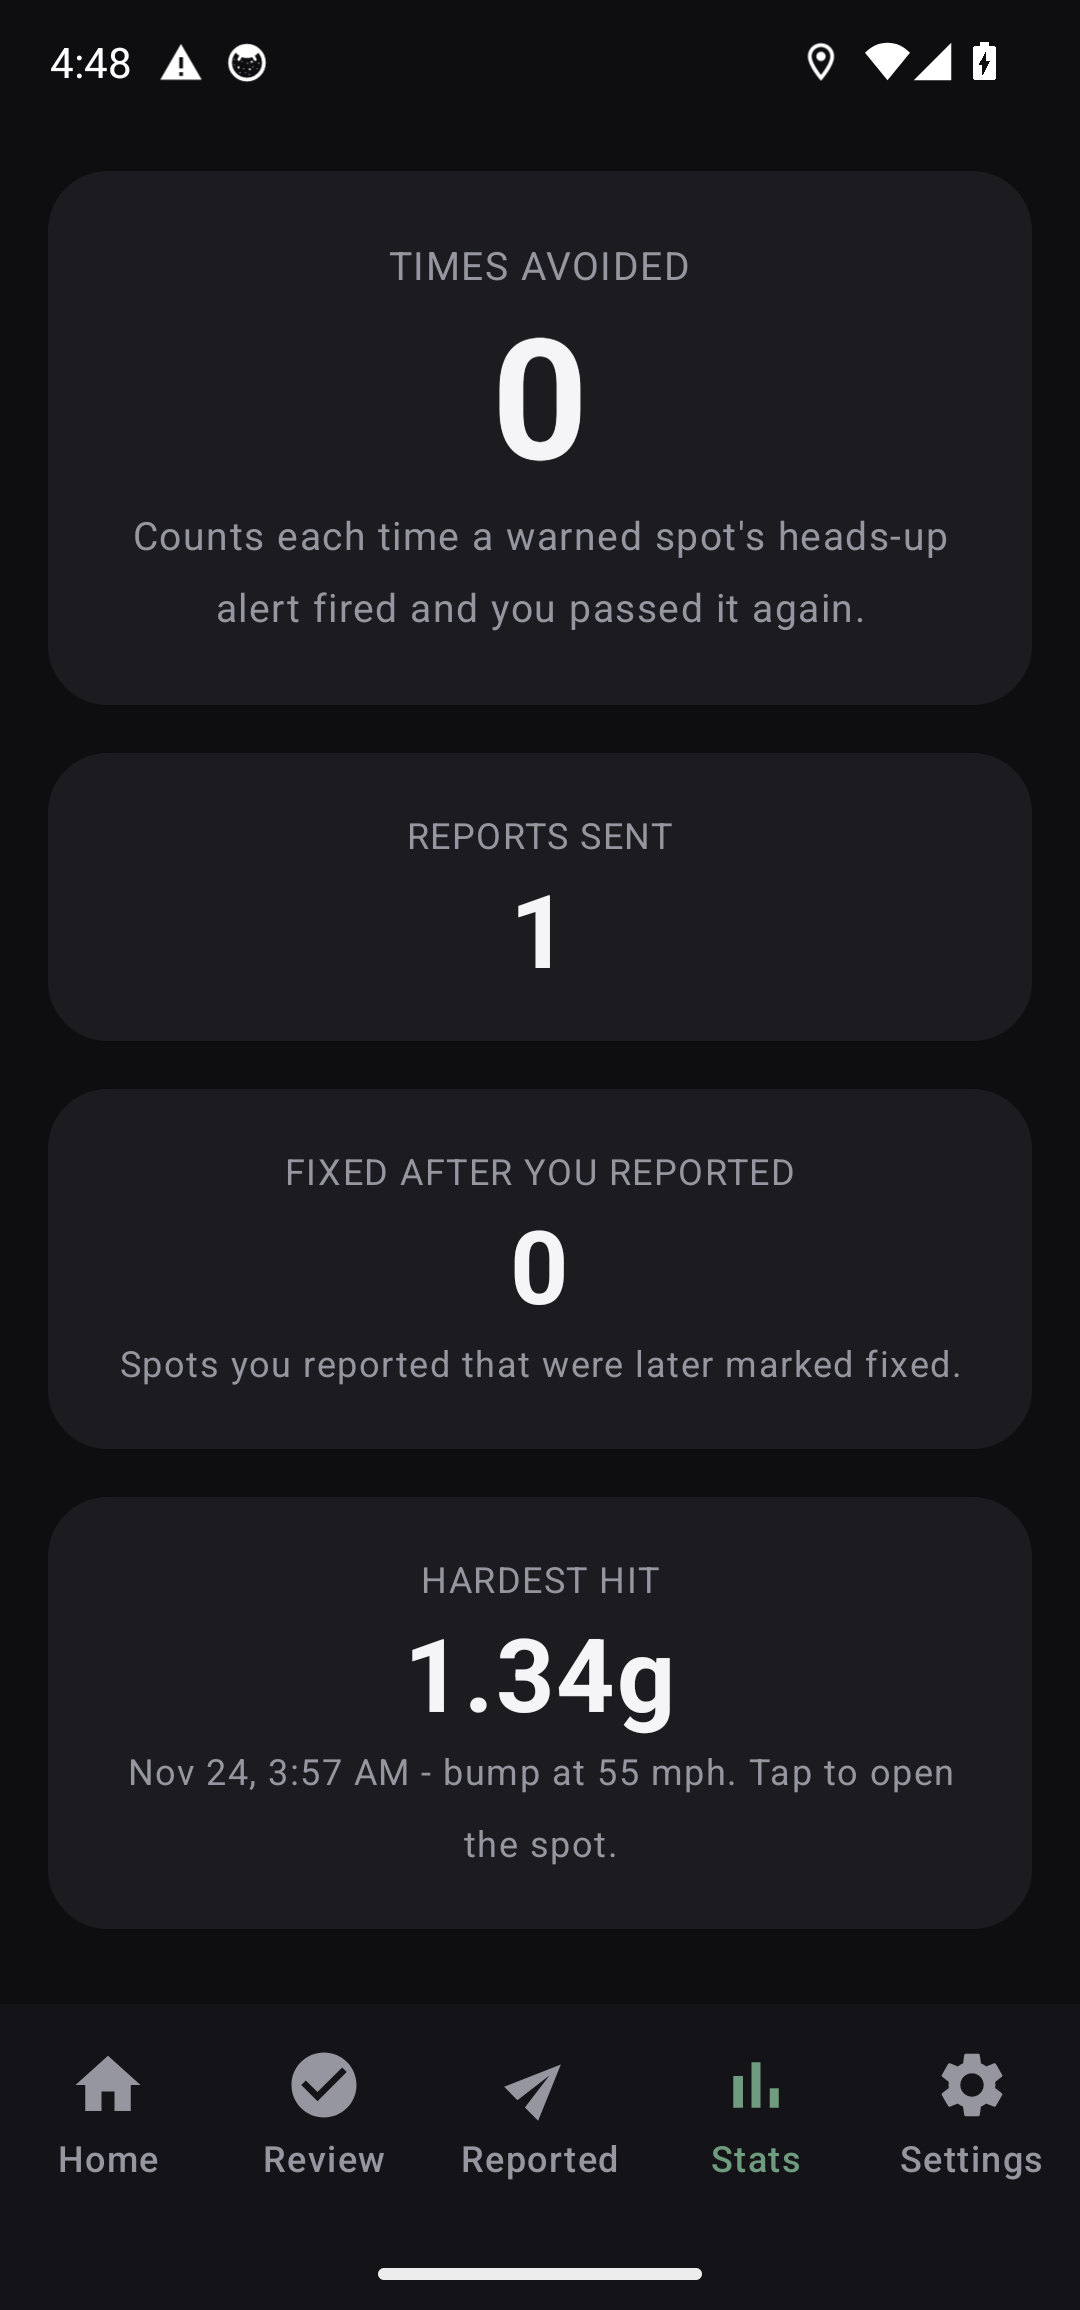 4:48
TIMES AVOIDED
0
Counts each time a warned spot's heads-up
alert fired and you passed it again.
REPORTS SENT
1
FIXED AFTER YOU REPORTED
0
Spots you reported that were later marked fixed.
HARDEST HIT
1.34g
Nov 24, 3:57 AM - bump at 55 mph. Tap to open
the spot.
Home Review Reported Stats Settings